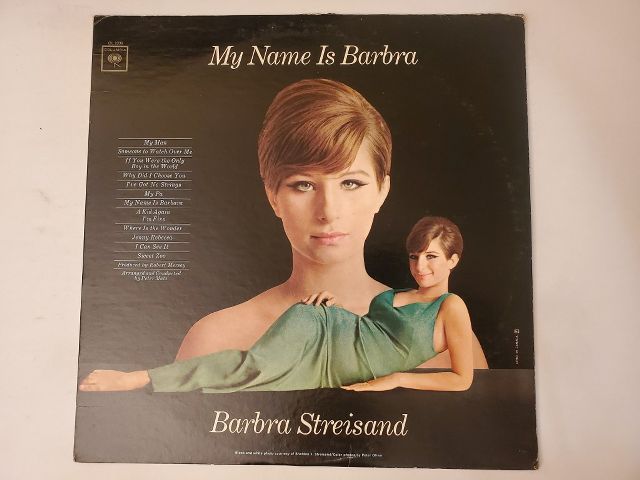 COLUMBIA
My Name Is Barbra
My Man
Someone to Watch Over Me
If You Were the Only
Boy in the World
Why Did I Choose You
I've Got No Strings
My Pa
My Name Is Barbara
A Kid Again
I'm Five
Where Is the Wonder
Jenny Rebecca
I Can See It
Sweet Zoo
Produced by Robert Mersey
Arranged and Conducted
by Peter Matz
Barbra Streisand